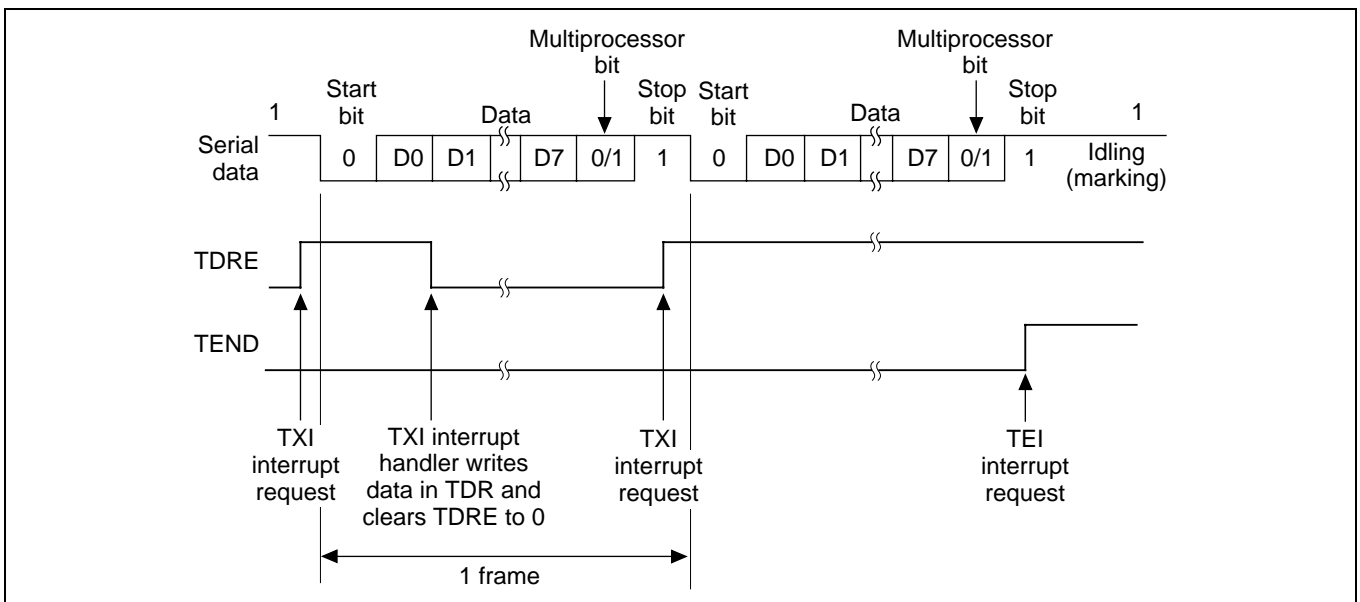 Multiprocessor
bit
Multiprocessor
bit
1
Start
bit
Data
Stop
bit
Start
bit
Data
Stop
bit
1
Serial
data
0 D0 D1 D7 0/1 1 0 D0 D1 D7 0/1 1
Idling
(marking)
TDRE
TEND
TXI
interrupt
request
TXI interrupt
handler writes
data in TDR and
clears TDRE to 0
TXI
interrupt
request
TEI
interrupt
request
1 frame